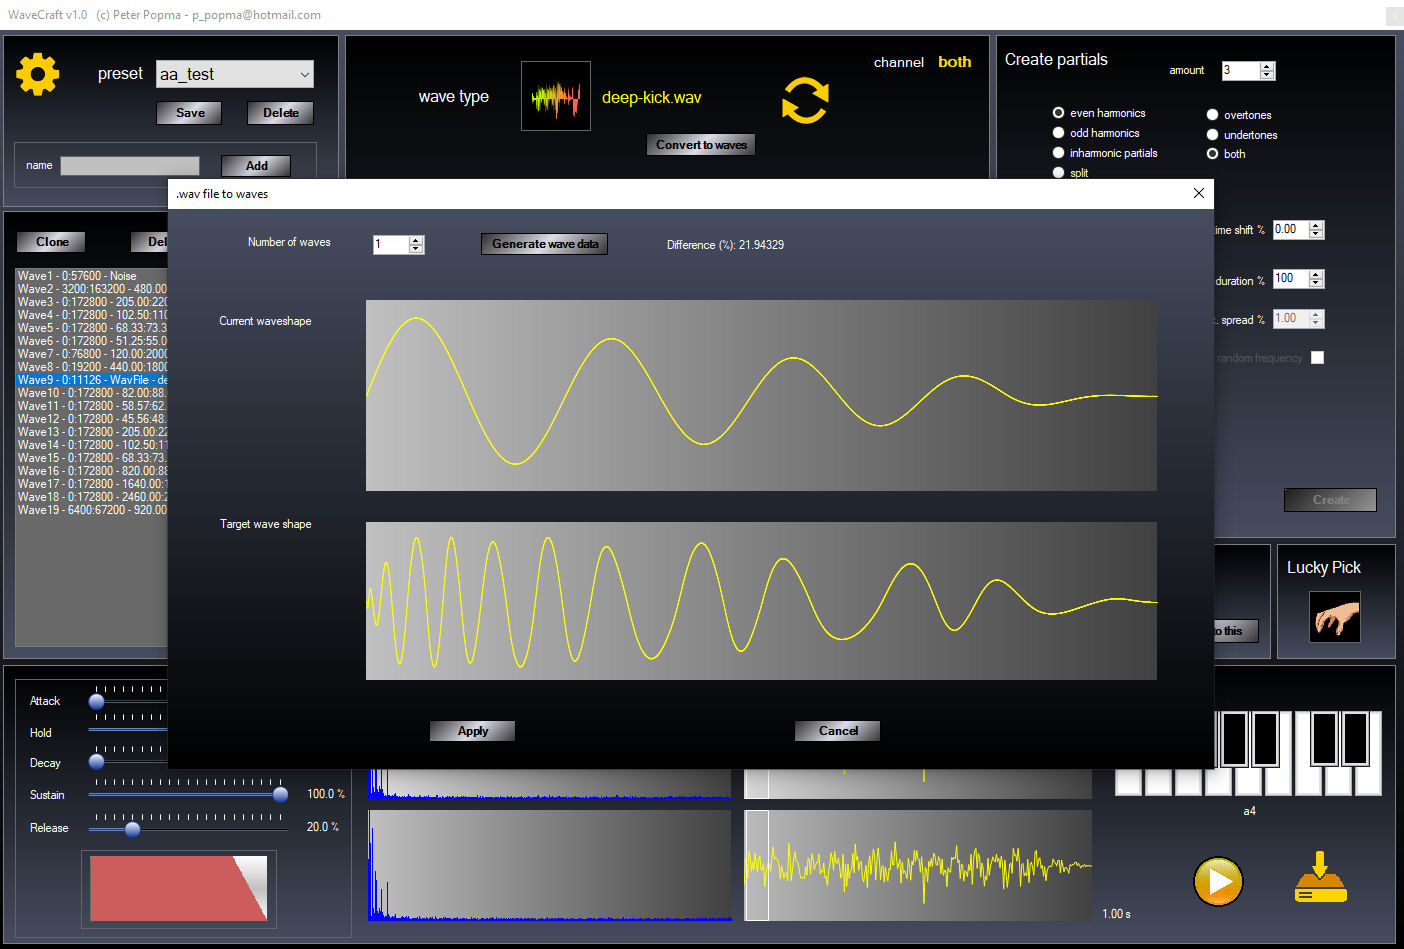 WaveCraft v1.0 (c) Peter Popma - p_popma@hotmail.com
preset aa_test
Save Delete
name Add
wave type deep-kick.wav
channel both
Convert to waves
Create partials
amount 3
even harmonics
odd harmonics
inharmonic partials
split
overtones
undertones
both
.wav file to waves
Number of waves 1 Generate wave data Difference (%): 21.94329
Current waveshape
Target wave shape
Apply Cancel
Clone Del
Wave1 - 0:57600 - Noise
Wave2 - 3200:163200 - 480.00
Wave3 - 0:172800 - 205.00:220
Wave4 - 0:172800 - 102.50:110
Wave5 - 0:172800 - 68.33:73.3
Wave6 - 0:172800 - 51.25:55.0
Wave7 - 0:76800 - 120.00:2000
Wave8 - 0:19200 - 440.00:1800
Wave9 - 0:11126 - WavFile - de
Wave10 - 0:172800 - 82.00:88.
Wave11 - 0:172800 - 58.57:62.
Wave12 - 0:172800 - 45.56:48.
Wave13 - 0:172800 - 205.00:22
Wave14 - 0:172800 - 102.50:11
Wave15 - 0:172800 - 68.33:73.
Wave16 - 0:172800 - 820.00:88
Wave17 - 0:172800 - 1640.00:1
Wave18 - 0:172800 - 2460.00:2
Wave19 - 6400:67200 - 920.00
ime shift % 0.00
duration % 100
. spread % 1.00
random frequency
Create
to this
Lucky Pick
Attack
Hold
Decay
Sustain 100.0 %
Release 20.0 %
a4
1.00 s